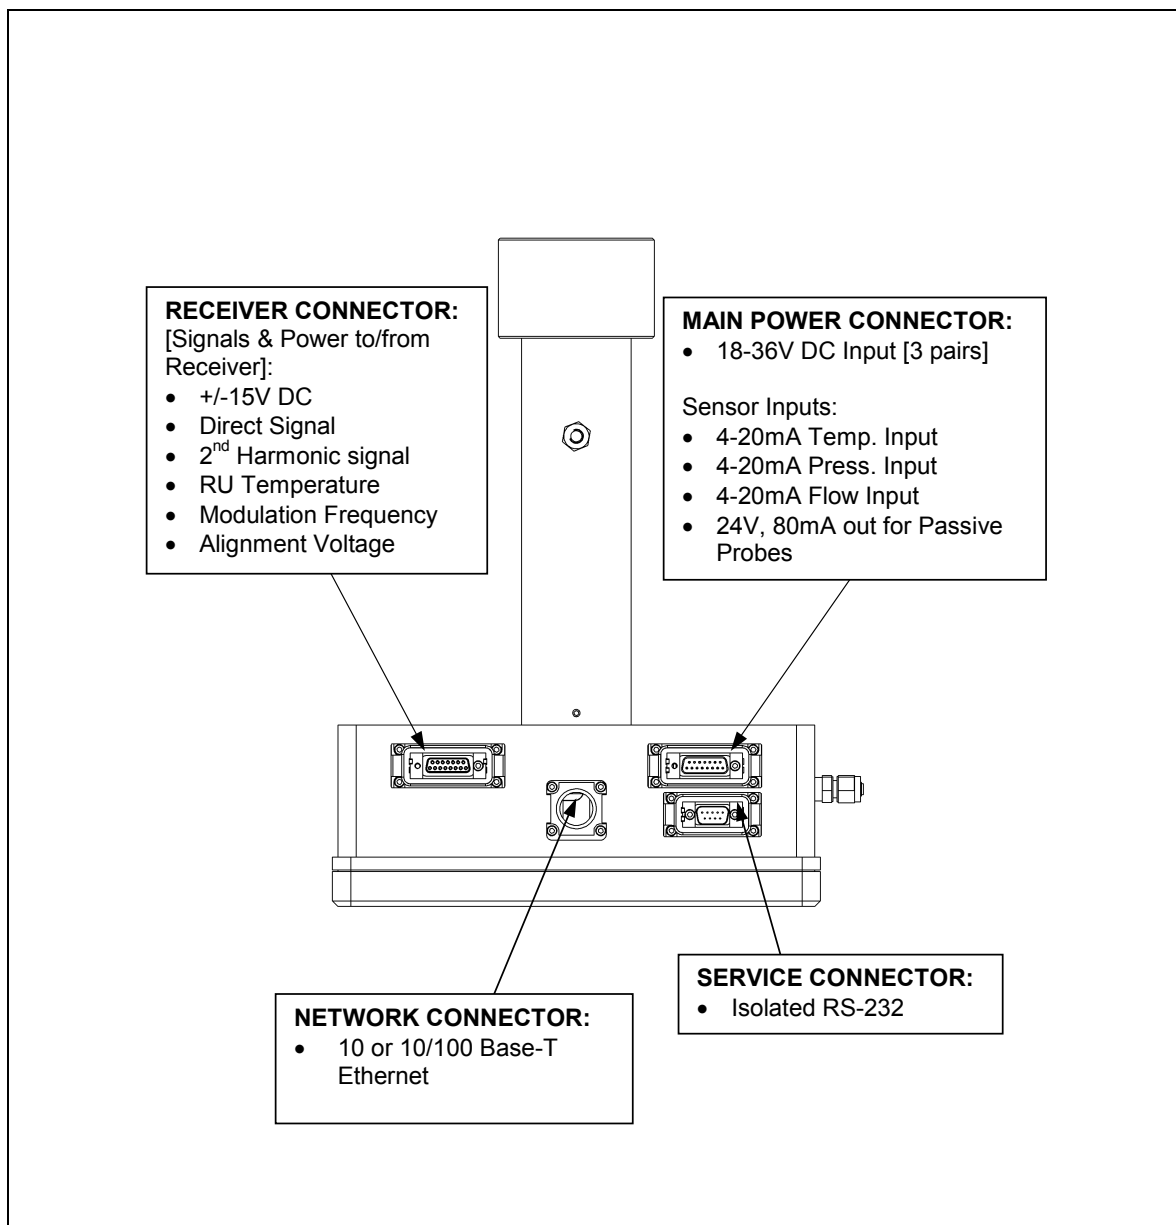 RECEIVER CONNECTOR:
[Signals & Power to/from
Receiver]:
• +/-15V DC
• Direct Signal
• 2nd Harmonic signal
• RU Temperature
• Modulation Frequency
• Alignment Voltage
MAIN POWER CONNECTOR:
• 18-36V DC Input [3 pairs]
Sensor Inputs:
• 4-20mA Temp. Input
• 4-20mA Press. Input
• 4-20mA Flow Input
• 24V, 80mA out for Passive
Probes
NETWORK CONNECTOR:
• 10 or 10/100 Base-T
Ethernet
SERVICE CONNECTOR:
• Isolated RS-232